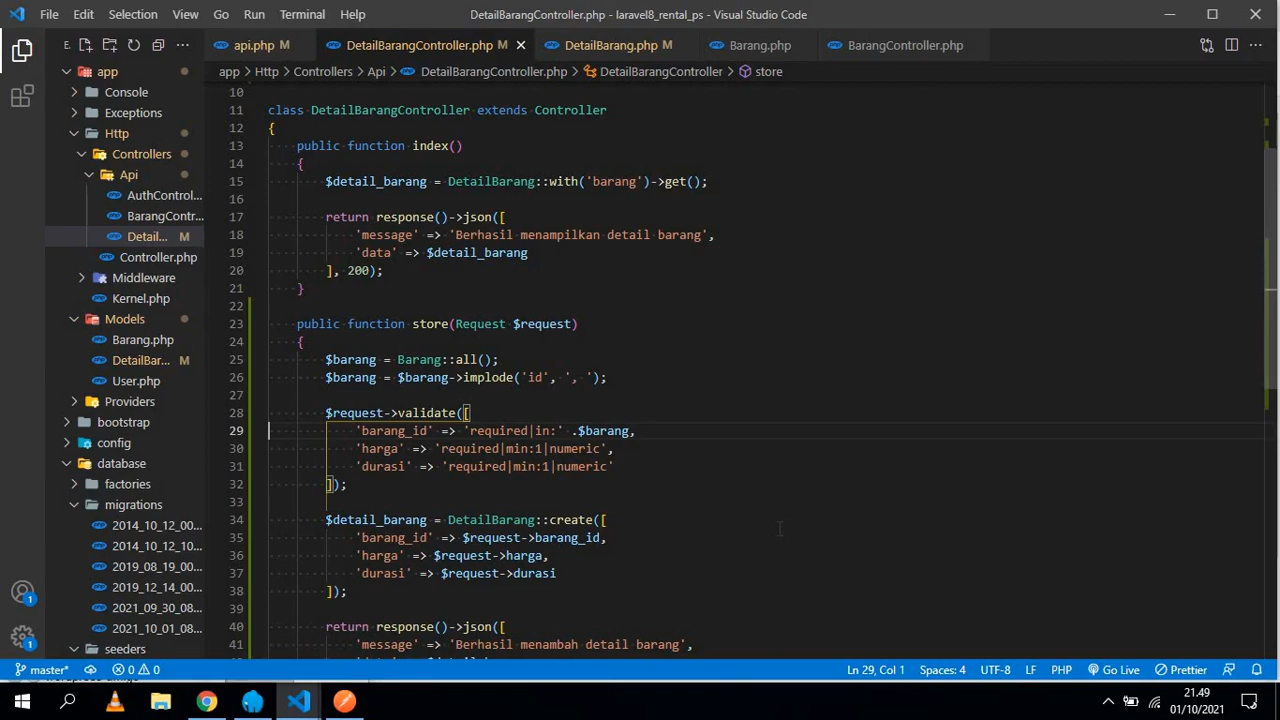 File Edit Selection View Go Run Terminal Help
DetailBarangController.php - laravel8_rental_ps - Visual Studio Code
api.php M DetailBarangController.php M DetailBarang.php M Barang.php BarangController.php
app > Http > Controllers > Api > DetailBarangController.php > DetailBarangController > store
app
Console
Exceptions
Http
Controllers
Api
AuthControl...
BarangContr...
Detail... M
Controller.php
Middleware
Kernel.php
Models
Barang.php
DetailBar... M
User.php
Providers
bootstrap
config
database
factories
migrations
2014_10_12_00...
2014_10_12_10...
2019_08_19_00...
2019_12_14_00...
2021_09_30_08...
2021_10_01_08...
seeders
10
11 class DetailBarangController extends Controller
12 {
13 public function index()
14 {
15 $detail_barang = DetailBarang::with('barang')->get();
16
17 return response()->json([
18 'message' => 'Berhasil menampilkan detail barang',
19 'data' => $detail_barang
20 ], 200);
21 }
22
23 public function store(Request $request)
24 {
25 $barang = Barang::all();
26 $barang = $barang->implode('id', ', ');
27
28 $request->validate([
29 'barang_id' => 'required|in:' .$barang,
30 'harga' => 'required|min:1|numeric',
31 'durasi' => 'required|min:1|numeric'
32 ]);
33
34 $detail_barang = DetailBarang::create([
35 'barang_id' => $request->barang_id,
36 'harga' => $request->harga,
37 'durasi' => $request->durasi
38 ]);
39
40 return response()->json([
41 'message' => 'Berhasil menambah detail barang',
master* 0 0 Ln 29, Col 1 Spaces: 4 UTF-8 LF PHP Go Live Prettier
21.49
01/10/2021